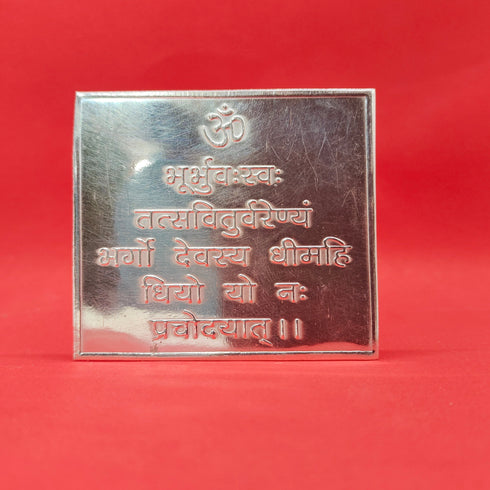 ॐ
भूर्भुवःस्वः
तत्सवितुर्वरेण्यं
भर्गो देवस्य धीमहि
धियो यो नः
प्रचोदयात्।।